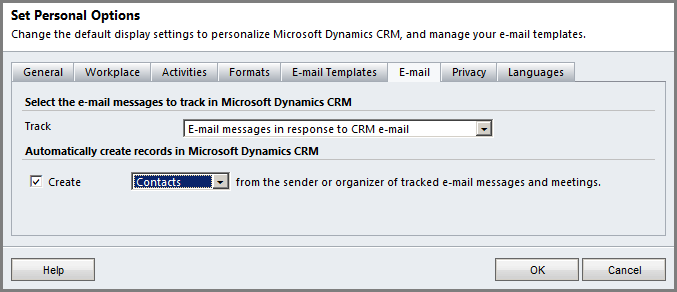 Set Personal Options
Change the default display settings to personalize Microsoft Dynamics CRM, and manage your e-mail templates.
General Workplace Activities Formats E-mail Templates E-mail Privacy Languages
Select the e-mail messages to track in Microsoft Dynamics CRM
Track E-mail messages in response to CRM e-mail
Automatically create records in Microsoft Dynamics CRM
Create Contacts from the sender or organizer of tracked e-mail messages and meetings.
Help OK Cancel